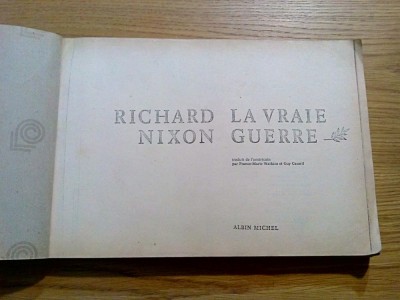 RICHARD LA VRAIE
NIXON GUERRE
traduit de l'américain
par France-Marie Watkins et Guy Casaril
ALBIN MICHEL